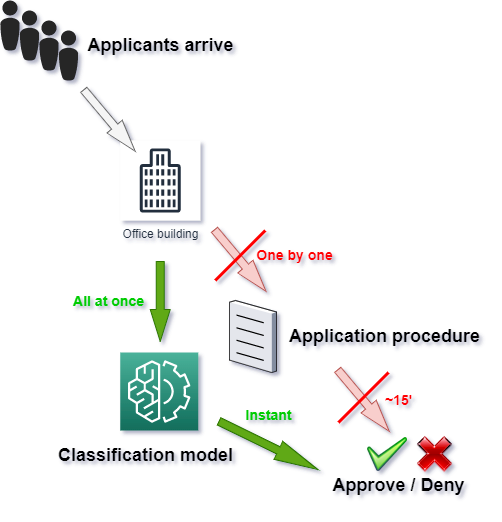 Applicants arrive
Office building
One by one
All at once
Application procedure
~15'
Instant
Classification model
Approve / Deny